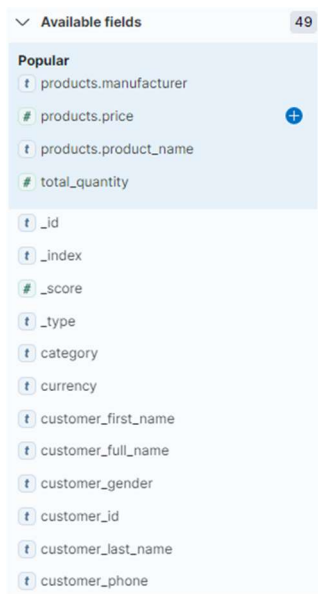 Available fields 49
Popular
t products.manufacturer
# products.price
t products.product_name
# total_quantity
t _id
t _index
# _score
t _type
t category
t currency
t customer_first_name
t customer_full_name
t customer_gender
t customer_id
t customer_last_name
t customer_phone